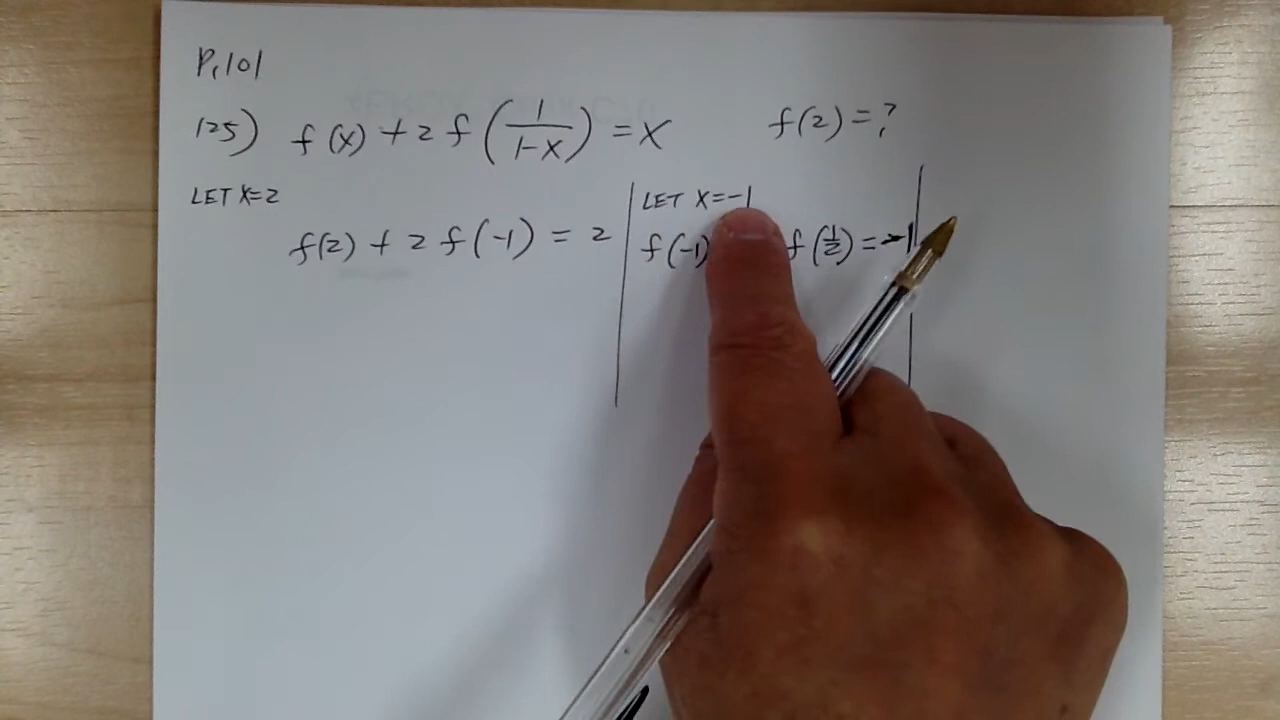 P.101
125) f(x) + 2 f(1/(1-x)) = x f(2) = ?
LET x=2
f(2) + 2 f(-1) = 2
LET x=-1
f(-1) f(1/2) = -1